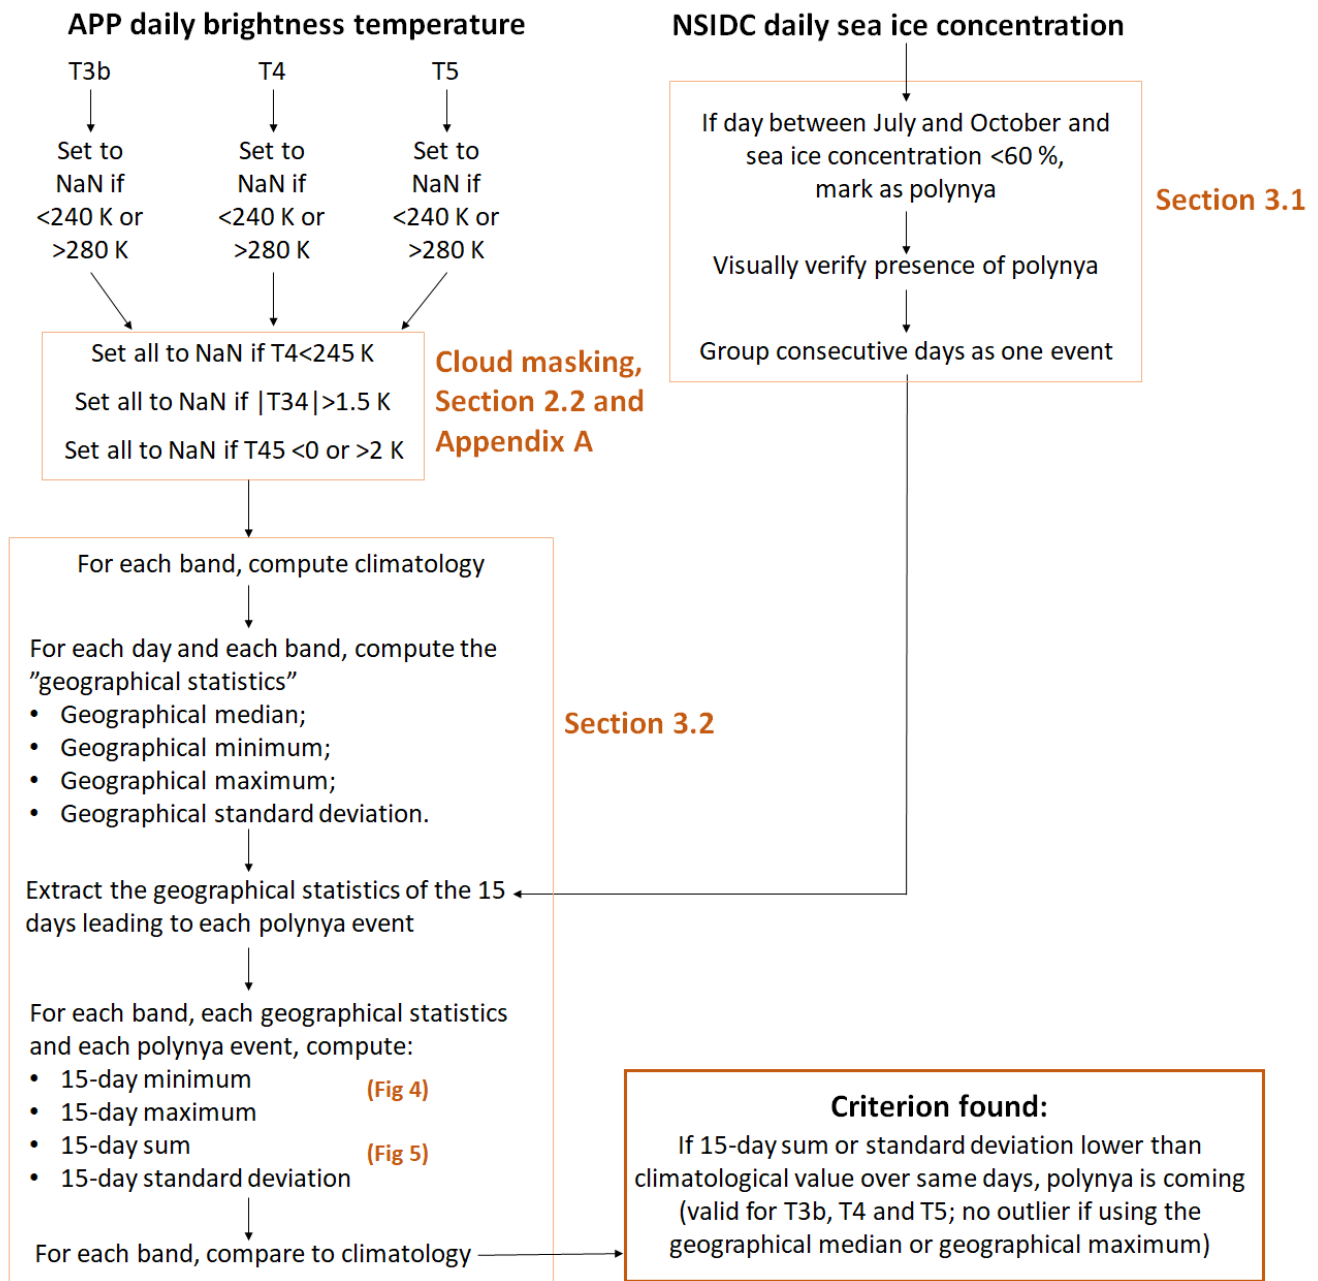 APP daily brightness temperature
T3b
T4
T5
Set to
NaN if
<240 K or
>280 K
Set to
NaN if
<240 K or
>280 K
Set to
NaN if
<240 K or
>280 K
Set all to NaN if T4<245 K
Set all to NaN if |T34|>1.5 K
Set all to NaN if T45 <0 or >2 K
Cloud masking,
Section 2.2 and
Appendix A
NSIDC daily sea ice concentration
If day between July and October and
sea ice concentration <60 %,
mark as polynya
Visually verify presence of polynya
Group consecutive days as one event
Section 3.1
For each band, compute climatology
For each day and each band, compute the
”geographical statistics”
• Geographical median;
• Geographical minimum;
• Geographical maximum;
• Geographical standard deviation.
Section 3.2
Extract the geographical statistics of the 15
days leading to each polynya event
For each band, each geographical statistics
and each polynya event, compute:
• 15-day minimum
(Fig 4)
• 15-day maximum
• 15-day sum
(Fig 5)
• 15-day standard deviation
For each band, compare to climatology
Criterion found:
If 15-day sum or standard deviation lower than
climatological value over same days, polynya is coming
(valid for T3b, T4 and T5; no outlier if using the
geographical median or geographical maximum)